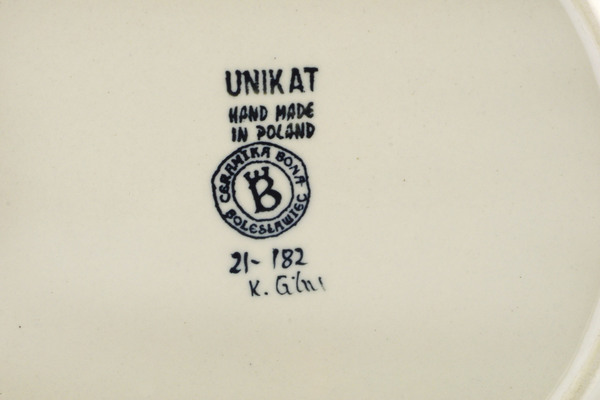 UNIKAT
HAND MADE
IN POLAND
CERAMIKA BONA
B
BOLESŁAWIEC
21-182
K.